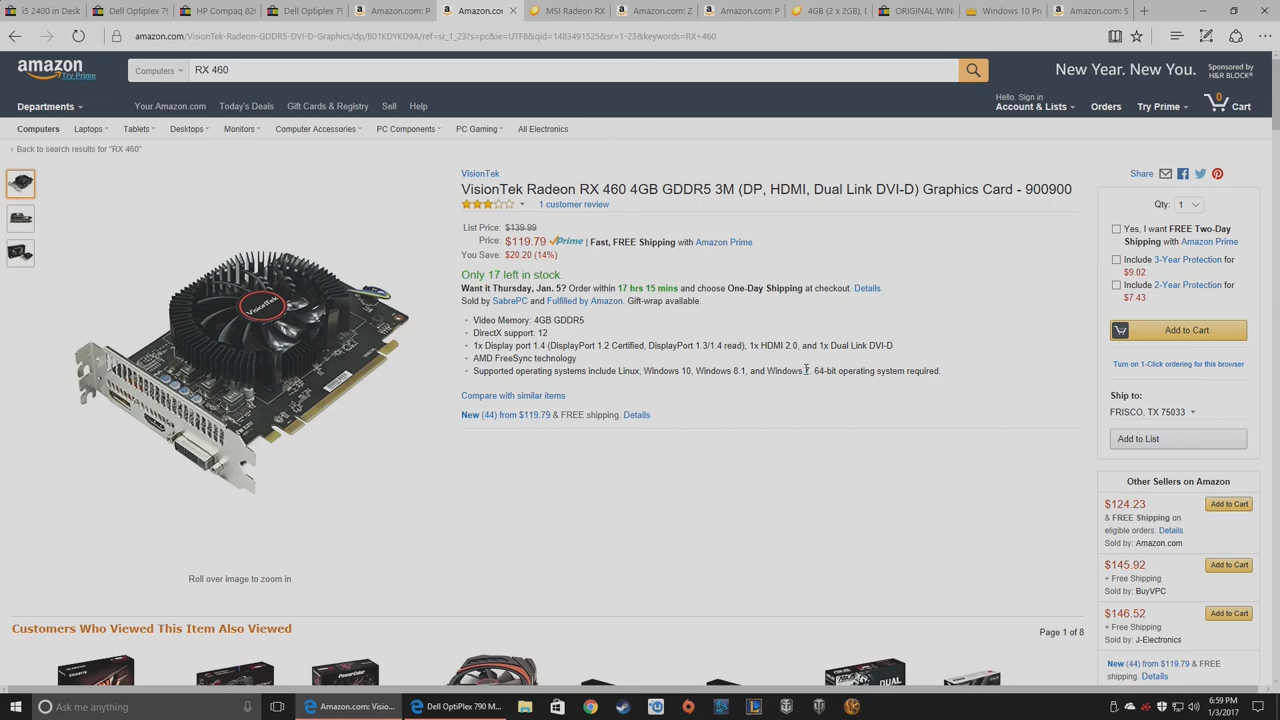 i5 2400 in Desk
Dell Optiplex 79
HP Compaq 82
Dell Optiplex 79
Amazon.com: P
Amazon.com
MSI Radeon RX
Amazon.com: Z
Amazon.com: P
4GB (2 x 2GB), D
ORIGINAL WIN
Windows 10 Pro
Amazon.com: S
amazon.com/VisionTek-Radeon-GDDR5-DVI-D-Graphics/dp/B01KDYKD9A/ref=sr_1_23?s=pc&ie=UTF8&qid=1483491525&sr=1-23&keywords=RX+460
amazon
Try Prime
Computers
RX 460
New Year. New You.
Sponsored by
H&R BLOCK
Departments
Your Amazon.com
Today's Deals
Gift Cards & Registry
Sell
Help
Hello. Sign in
Account & Lists
Orders
Try Prime
0
Cart
Computers
Laptops
Tablets
Desktops
Monitors
Computer Accessories
PC Components
PC Gaming
All Electronics
‹ Back to search results for "RX 460"
VisionTek
VisionTek Radeon RX 460 4GB GDDR5 3M (DP, HDMI, Dual Link DVI-D) Graphics Card - 900900
1 customer review
List Price: $139.99
Price: $119.79 Prime | Fast, FREE Shipping with Amazon Prime
You Save: $20.20 (14%)
Only 17 left in stock.
Want it Thursday, Jan. 5? Order within 17 hrs 15 mins and choose One-Day Shipping at checkout. Details
Sold by SabrePC and Fulfilled by Amazon. Gift-wrap available.
• Video Memory: 4GB GDDR5
• DirectX support: 12
• 1x Display port 1.4 (DisplayPort 1.2 Certified, DisplayPort 1.3/1.4 read), 1x HDMI 2.0, and 1x Dual Link DVI-D
• AMD FreeSync technology
• Supported operating systems include Linux, Windows 10, Windows 8.1, and Windows . 64-bit operating system required.
Compare with similar items
New (44) from $119.79 & FREE shipping. Details
VisionTek
Roll over image to zoom in
Share
Qty: 1
Yes, I want FREE Two-Day
Shipping with Amazon Prime
Include 3-Year Protection for
$9.02
Include 2-Year Protection for
$7.43
Add to Cart
Turn on 1-Click ordering for this browser
Ship to:
FRISCO, TX 75033
Add to List
Other Sellers on Amazon
$124.23
Add to Cart
& FREE Shipping on
eligible orders. Details
Sold by: Amazon.com
$145.92
Add to Cart
+ Free Shipping
Sold by: BuyVPC
$146.52
Add to Cart
+ Free Shipping
Sold by: J-Electronics
New (44) from $119.79 & FREE
shipping. Details
Customers Who Viewed This Item Also Viewed
Page 1 of 8
Ask me anything
Amazon.com: Visio...
Dell OptiPlex 790 M...
6:59 PM
1/3/2017